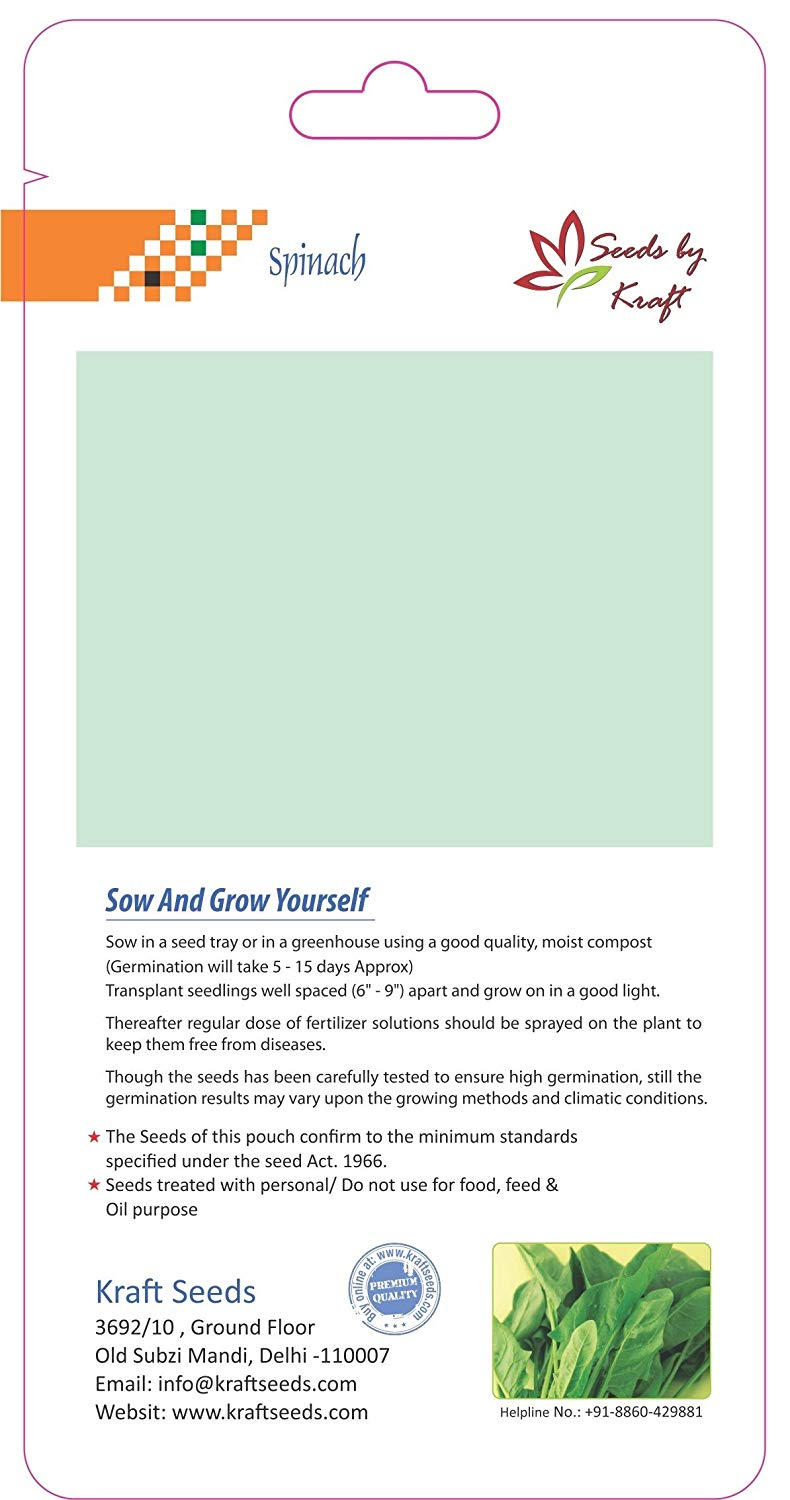 Spinach
Seeds by
Kraft
Sow And Grow Yourself
Sow in a seed tray or in a greenhouse using a good quality, moist compost
(Germination will take 5 - 15 days Approx)
Transplant seedlings well spaced (6" - 9") apart and grow on in a good light.
Thereafter regular dose of fertilizer solutions should be sprayed on the plant to
keep them free from diseases.
Though the seeds has been carefully tested to ensure high germination, still the
germination results may vary upon the growing methods and climatic conditions.
★ The Seeds of this pouch confirm to the minimum standards
specified under the seed Act. 1966.
★ Seeds treated with personal/ Do not use for food, feed &
Oil purpose
Buy online at: www.kraftseeds.com
PREMIUM
QUALITY
Kraft Seeds
3692/10 , Ground Floor
Old Subzi Mandi, Delhi -110007
Email: info@kraftseeds.com
Websit: www.kraftseeds.com
Helpline No.: +91-8860-429881